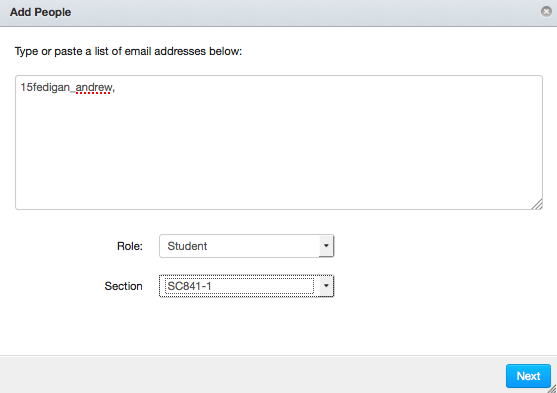 Add People
Type or paste a list of email addresses below:
15fedigan_andrew,
Role: Student
Section SC841-1
Next